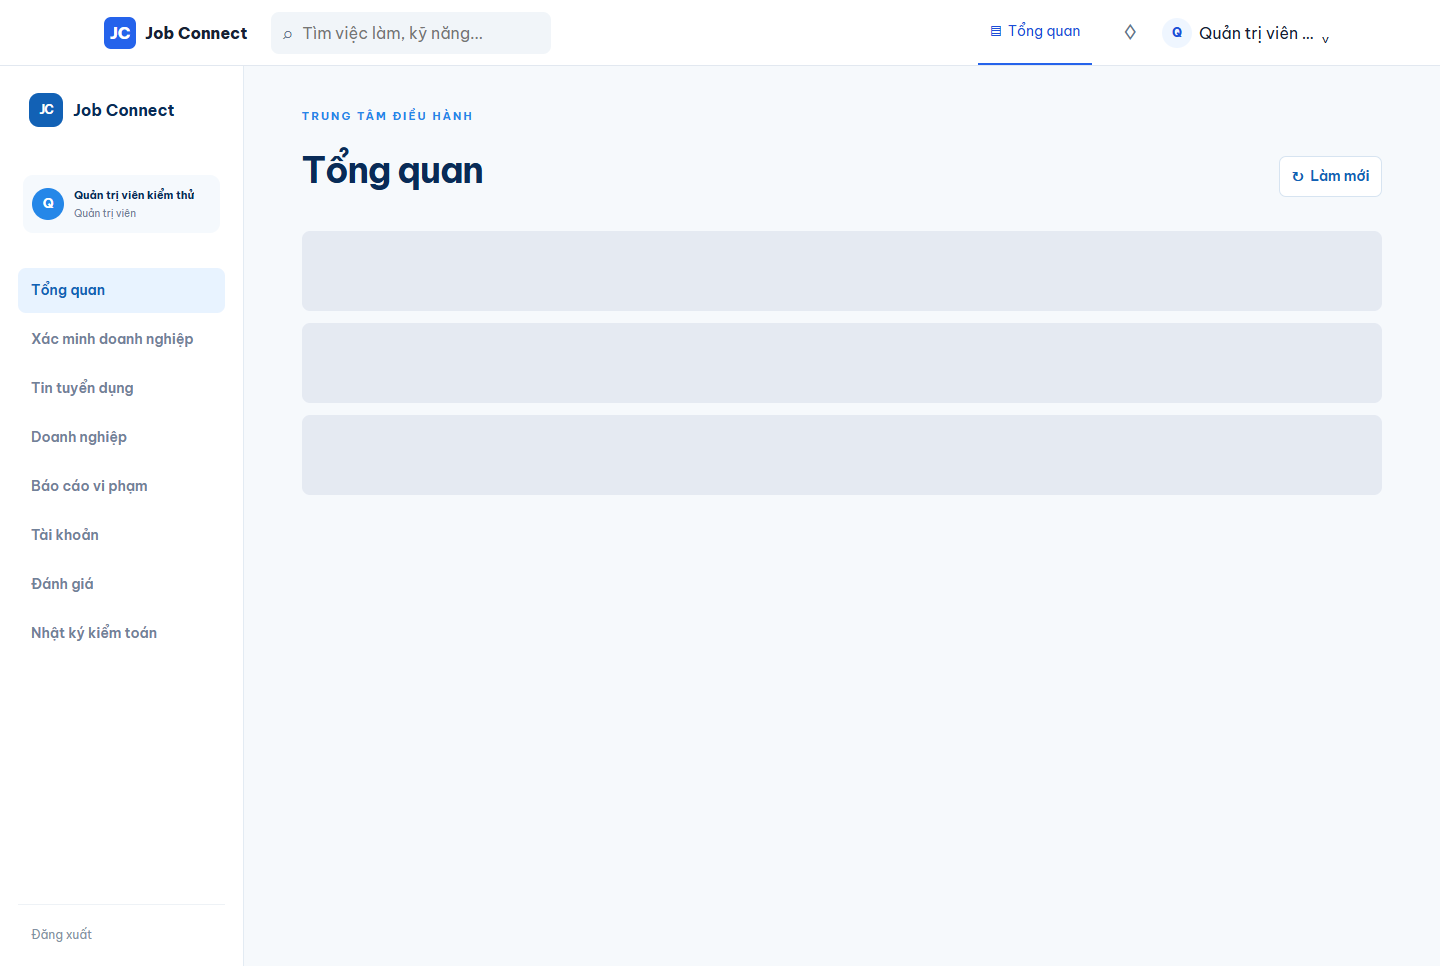 JC Job Connect
Tìm việc làm, kỹ năng...
Tổng quan
Q Quản trị viên ...
JC Job Connect
Q Quản trị viên kiểm thử
Quản trị viên
Tổng quan
Xác minh doanh nghiệp
Tin tuyển dụng
Doanh nghiệp
Báo cáo vi phạm
Tài khoản
Đánh giá
Nhật ký kiểm toán
Đăng xuất
TRUNG TÂM ĐIỀU HÀNH
Tổng quan
↻ Làm mới